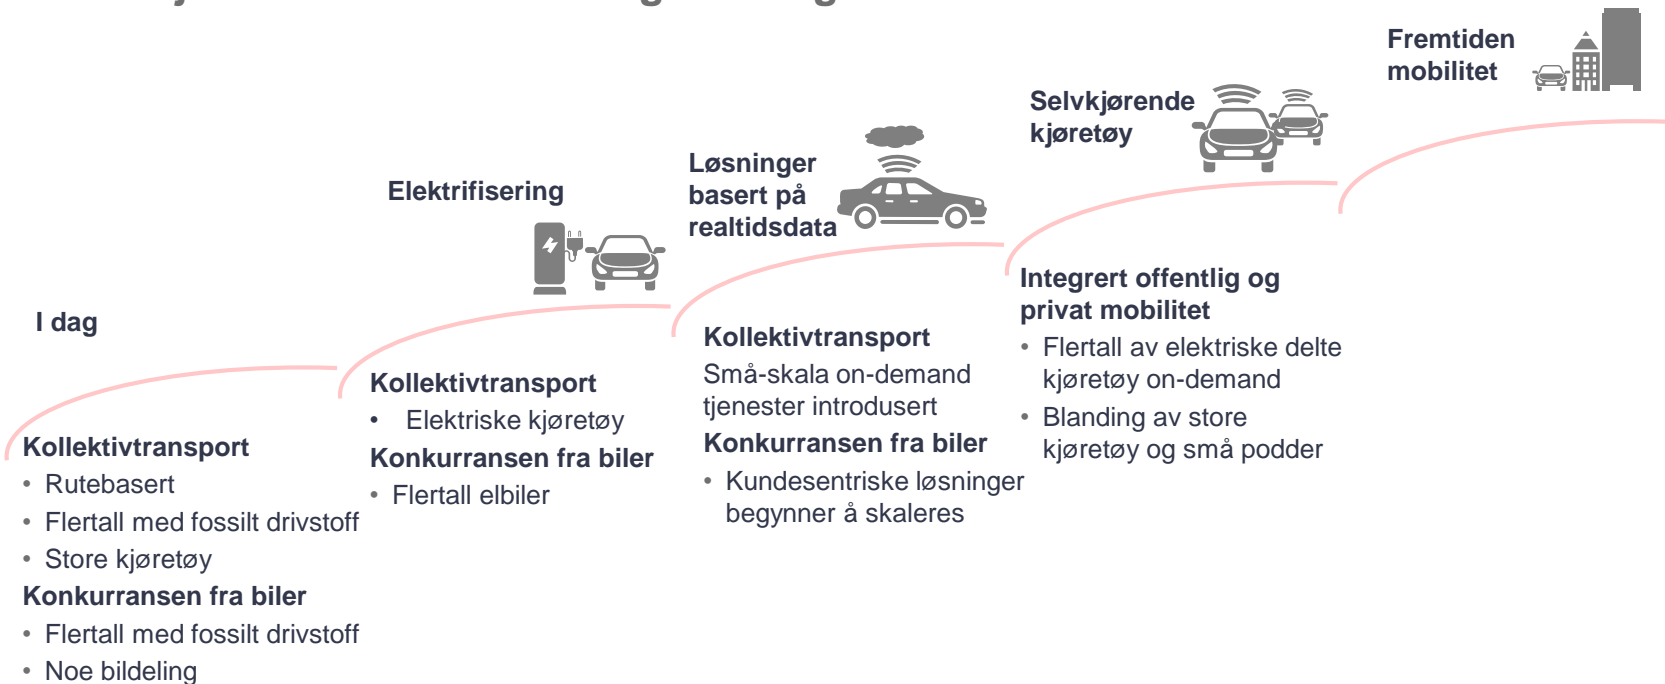 I dag
Kollektivtransport
• Rutebasert
• Flertall med fossilt drivstoff
• Store kjøretøy
Konkurransen fra biler
• Flertall med fossilt drivstoff
• Noe bildeling
Elektrifisering
Kollektivtransport
• Elektriske kjøretøy
Konkurransen fra biler
• Flertall elbiler
Løsninger
basert på
realtidsdata
Kollektivtransport
Små-skala on-demand
tjenester introdusert
Konkurransen fra biler
• Kundesentriske løsninger
begynner å skaleres
Selvkjørende
kjøretøy
Integrert offentlig og
privat mobilitet
• Flertall av elektriske delte
kjøretøy on-demand
• Blanding av store
kjøretøy og små podder
Fremtiden
mobilitet